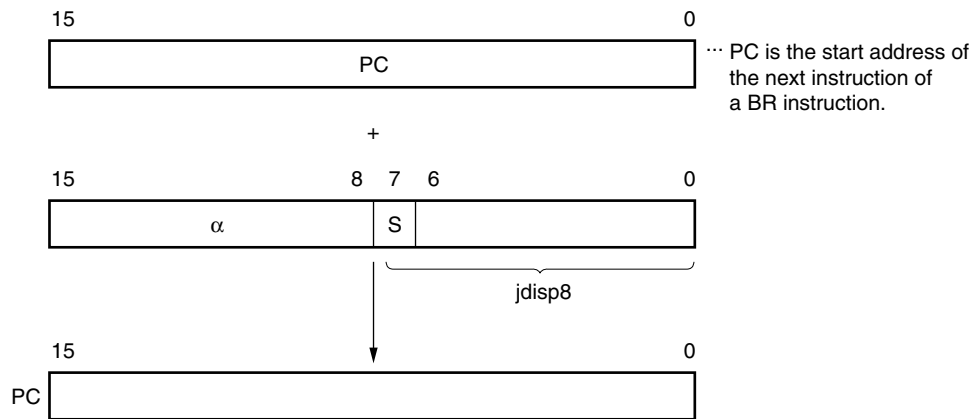 15 0
PC
... PC is the start address of
the next instruction of
a BR instruction.
+
15 8 7 6 0
α S
jdisp8
15 0
PC